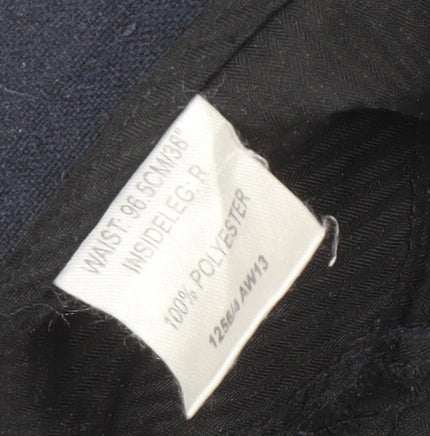 WAIST: 96.5CM/38"
INSIDELEG: R
100% POLYESTER
1256/4 AW13